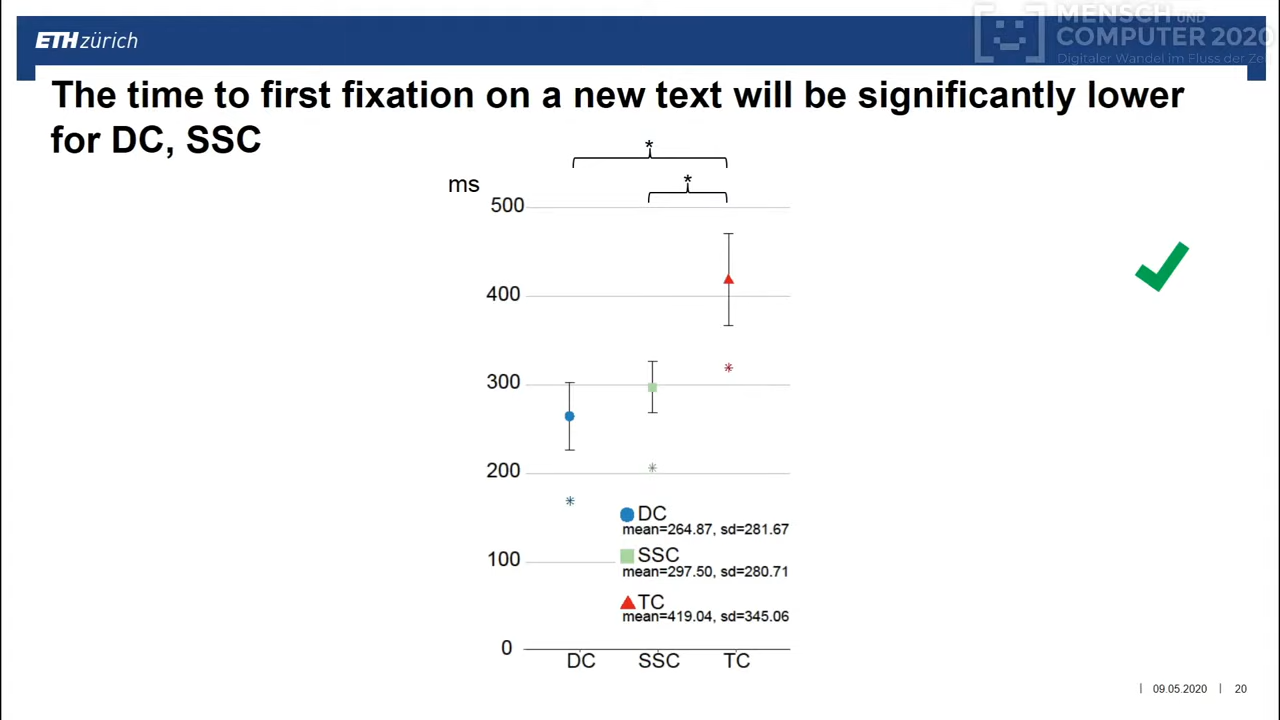 ETH zürich
MENSCH UND
COMPUTER 2020
Digitaler Wandel im Fluss der Zeit
The time to first fixation on a new text will be significantly lower
for DC, SSC
*
ms
*
500
400
300
200
DC
mean=264.87, sd=281.67
100
SSC
mean=297.50, sd=280.71
TC
mean=419.04, sd=345.06
0
DC SSC TC
| 09.05.2020 | 20